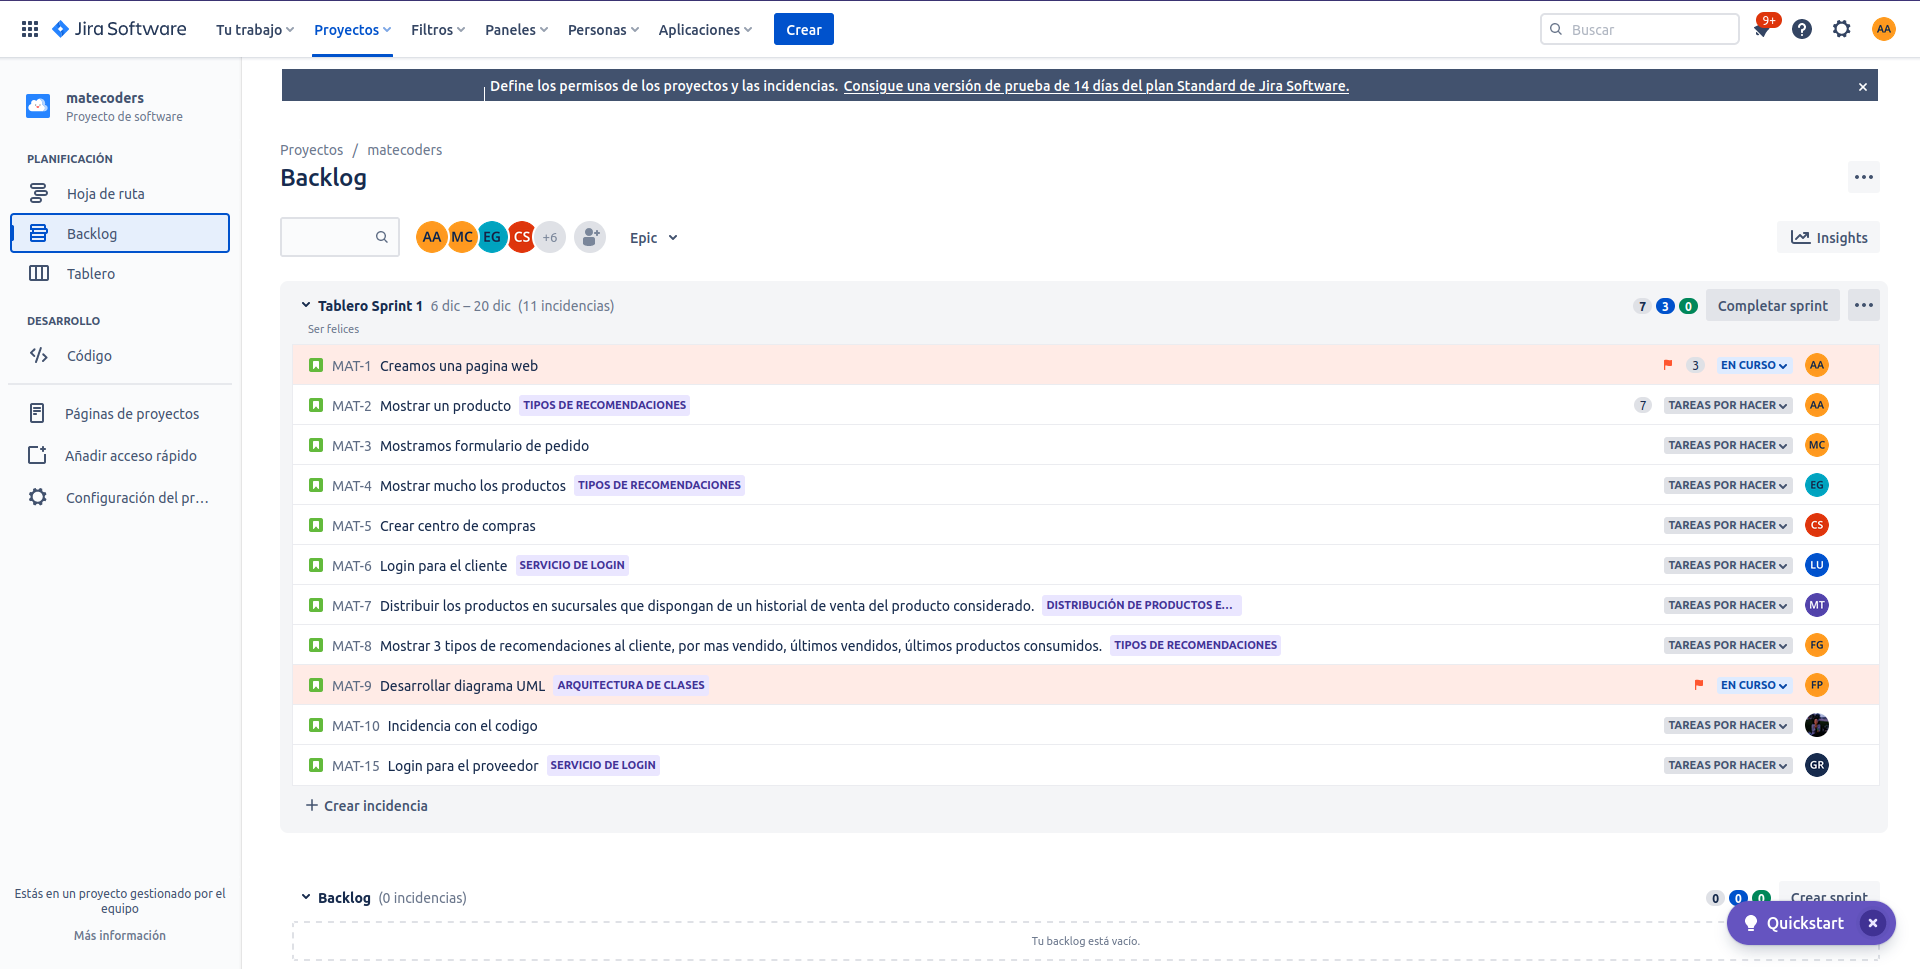 Jira Software Tu trabajo Proyectos Filtros Paneles Personas Aplicaciones Crear Buscar 9+ AA
matecoders
Proyecto de software
PLANIFICACIÓN
Hoja de ruta
Backlog
Tablero
DESARROLLO
Código
Páginas de proyectos
Añadir acceso rápido
Configuración del pr...
Estás en un proyecto gestionado por el
equipo
Más información
Define los permisos de los proyectos y las incidencias. Consigue una versión de prueba de 14 días del plan Standard de Jira Software.
Proyectos / matecoders
Backlog
AA MC EG CS +6 Epic Insights
Tablero Sprint 1 6 dic – 20 dic (11 incidencias) 7 3 0 Completar sprint
Ser felices
MAT-1 Creamos una pagina web 3 EN CURSO AA
MAT-2 Mostrar un producto TIPOS DE RECOMENDACIONES 7 TAREAS POR HACER AA
MAT-3 Mostramos formulario de pedido TAREAS POR HACER MC
MAT-4 Mostrar mucho los productos TIPOS DE RECOMENDACIONES TAREAS POR HACER EG
MAT-5 Crear centro de compras TAREAS POR HACER CS
MAT-6 Login para el cliente SERVICIO DE LOGIN TAREAS POR HACER LU
MAT-7 Distribuir los productos en sucursales que dispongan de un historial de venta del producto considerado. DISTRIBUCIÓN DE PRODUCTOS E... TAREAS POR HACER MT
MAT-8 Mostrar 3 tipos de recomendaciones al cliente, por mas vendido, últimos vendidos, últimos productos consumidos. TIPOS DE RECOMENDACIONES TAREAS POR HACER FG
MAT-9 Desarrollar diagrama UML ARQUITECTURA DE CLASES EN CURSO FP
MAT-10 Incidencia con el codigo TAREAS POR HACER
MAT-15 Login para el proveedor SERVICIO DE LOGIN TAREAS POR HACER GR
+ Crear incidencia
Backlog (0 incidencias) 0 0 0 Crear sprint
Quickstart
Tu backlog está vacío.